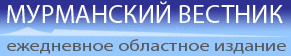 МУРМАНСКИЙ ВЕСТНИК
ежедневное областное издание